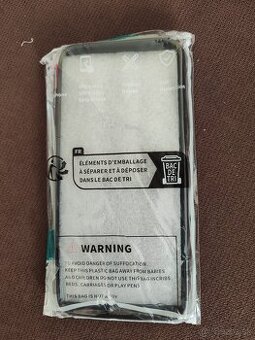 FR
ÉLÉMENTS D'EMBALLAGE
À SÉPARER ET À DÉPOSER
DANS LE BAC DE TRI
BAC
DE
TRI
WARNING
TO AVOID DANGER OF SUFFOCATION,
KEEP THIS PLASTIC BAG AWAY FROM BABIES
AND CHILDREN DO NOT USE THIS BAG IN CRIBS,
BEDS, CARRIAGES OR PLAY PENS
THIS BAG IS NOT A TOY